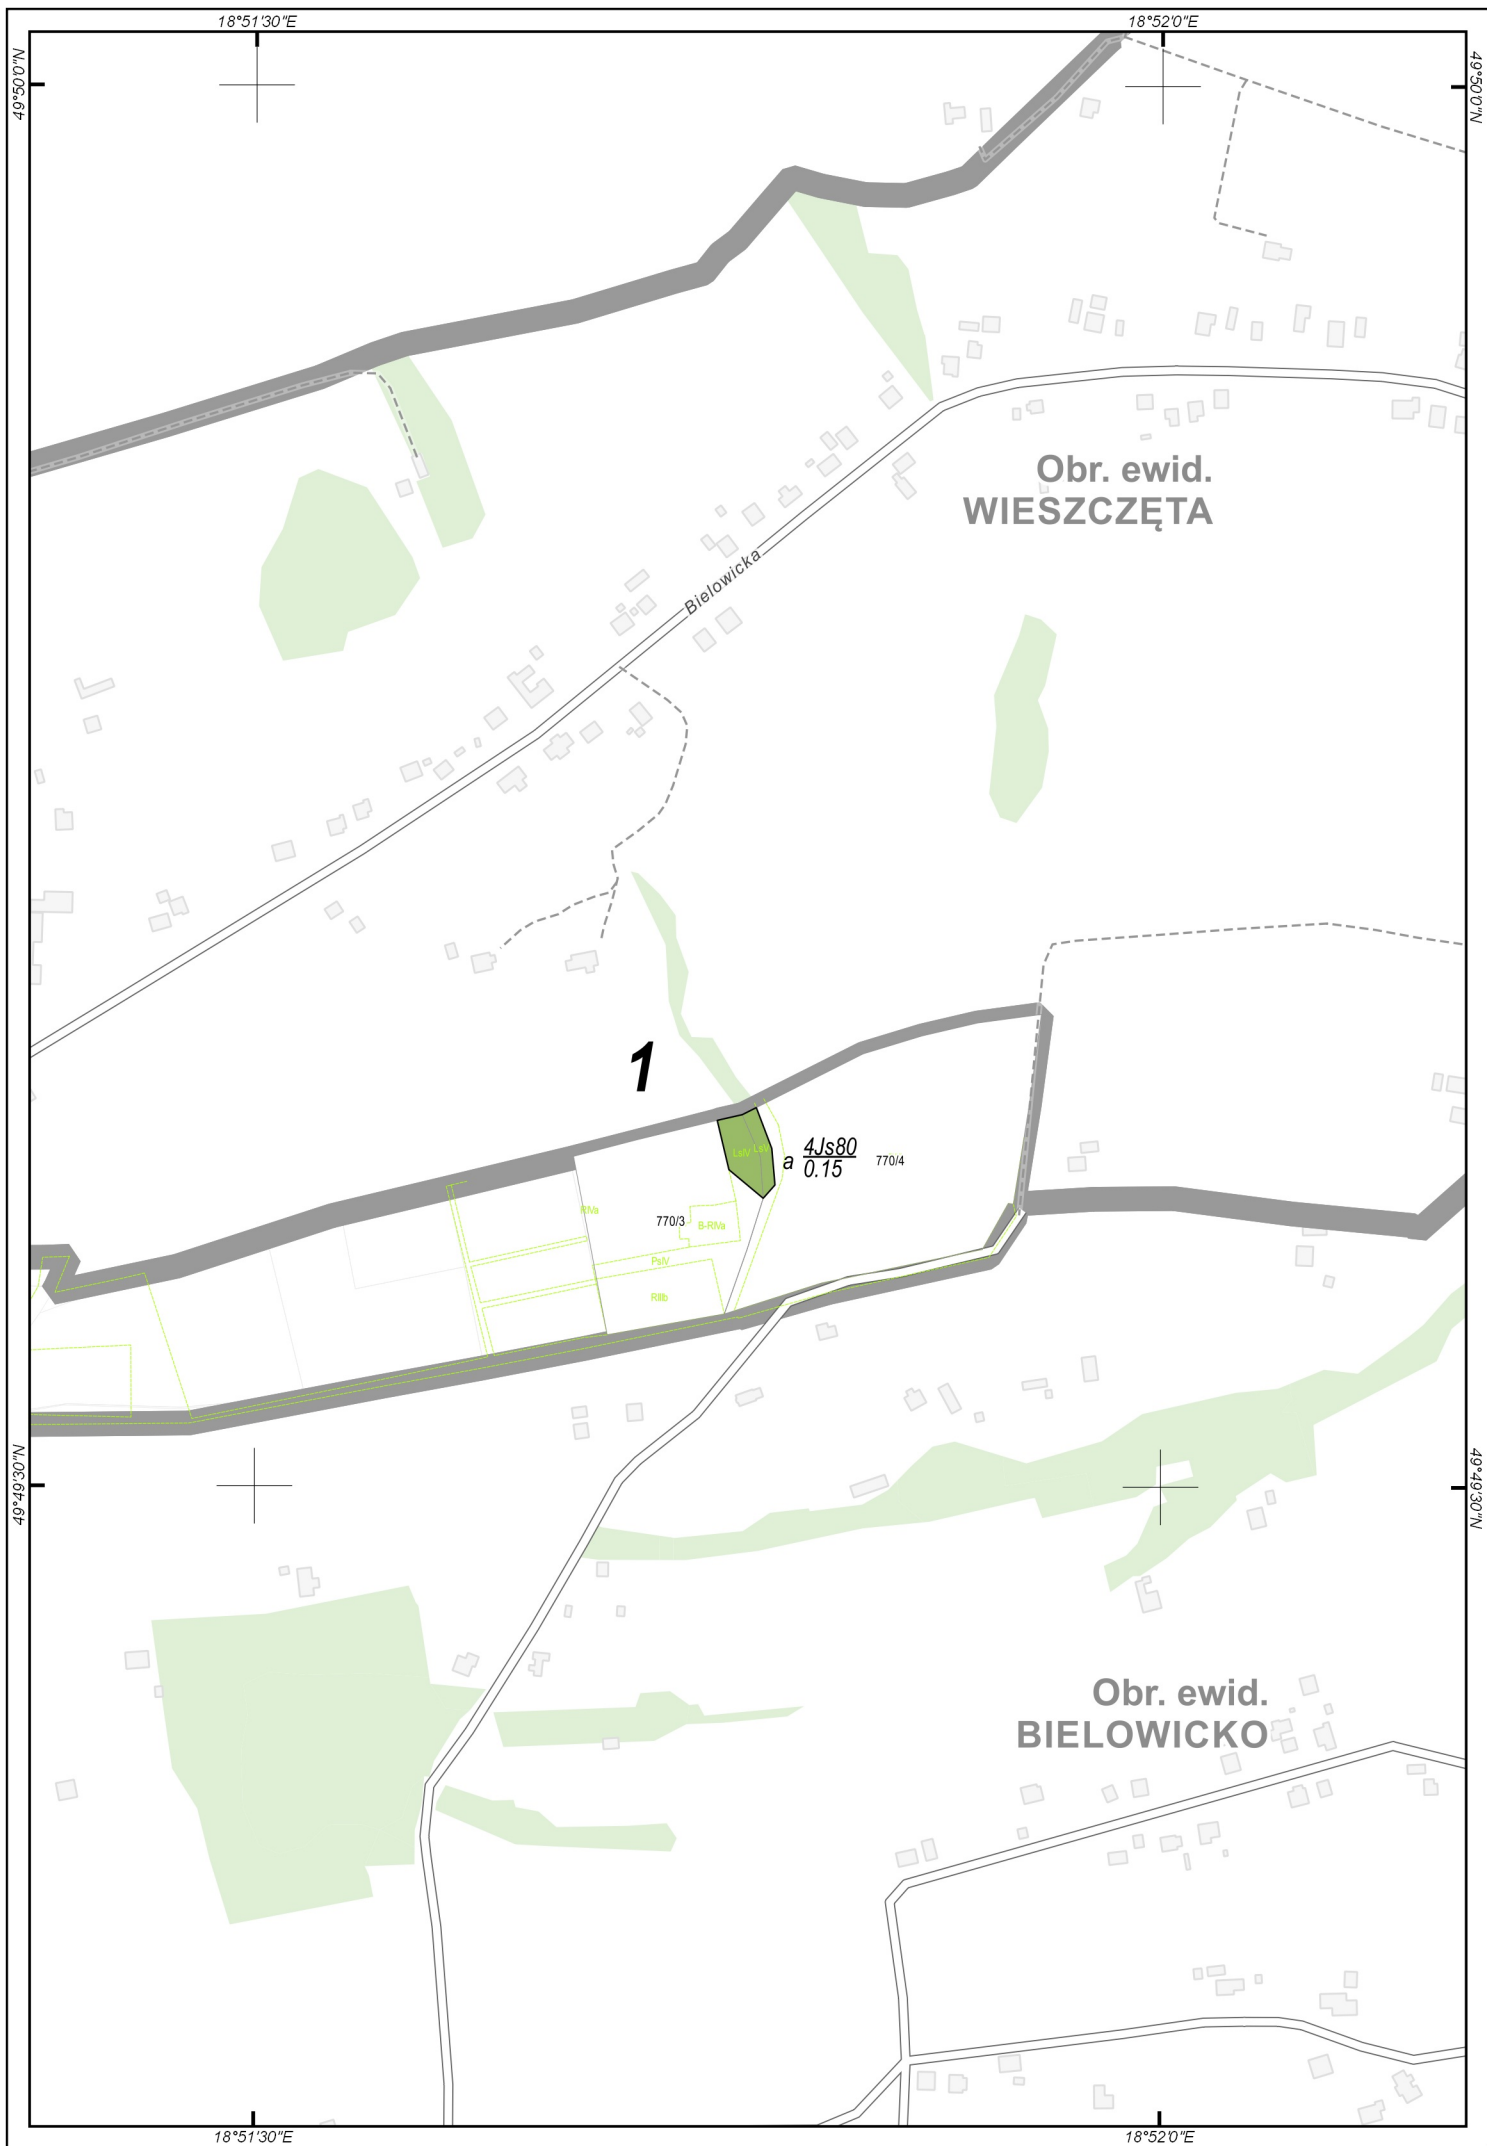 18°51'30"E
18°52'0"E
49°50'0"N
49°50'0"N
Obr. ewid.
WIESZCZĘTA
Bielowicka
1
LsIV
LsV
a 4Js80
0.15
770/4
RIVa
770/3
B-RIVa
PsIV
RIIIb
49°49'30"N
49°49'30"N
Obr. ewid.
BIELOWICKO
18°51'30"E
18°52'0"E